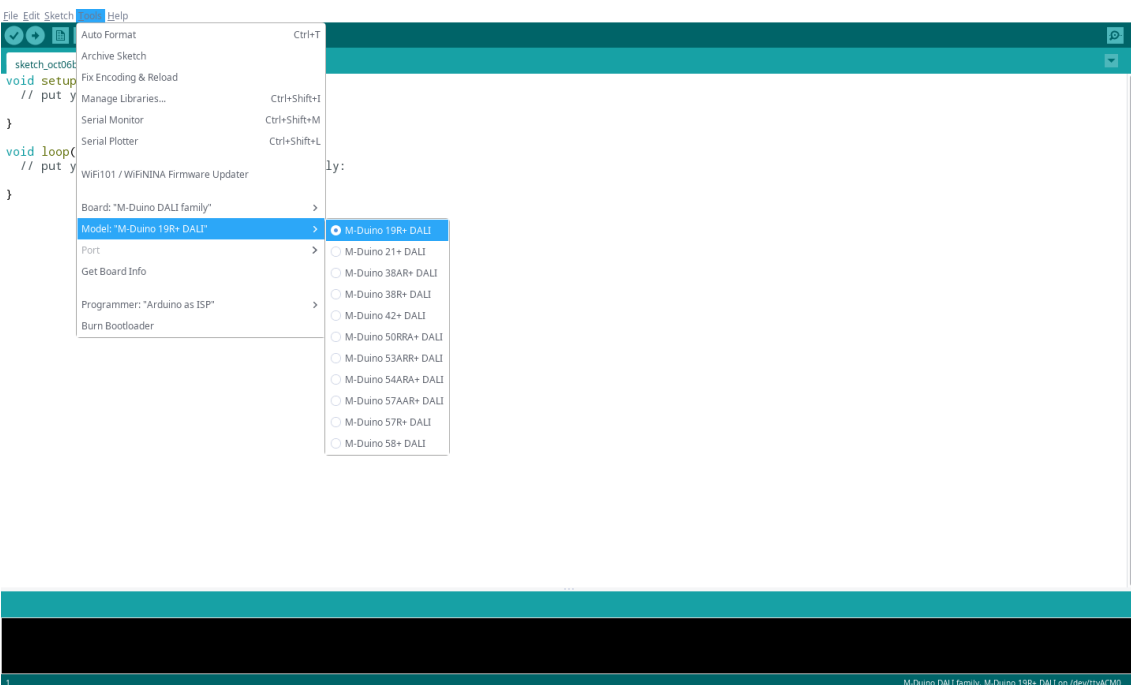 File Edit Sketch Tools Help
Auto Format Ctrl+T
Archive Sketch
sketch_oct06b
Fix Encoding & Reload
void setup
// put y
Manage Libraries... Ctrl+Shift+I
Serial Monitor Ctrl+Shift+M
}
Serial Plotter Ctrl+Shift+L
void loop(
// put y ly:
WiFi101 / WiFiNINA Firmware Updater
}
Board: "M-Duino DALI family"
Model: "M-Duino 19R+ DALI"
Port
Get Board Info
Programmer: "Arduino as ISP"
Burn Bootloader
M-Duino 19R+ DALI
M-Duino 21+ DALI
M-Duino 38AR+ DALI
M-Duino 38R+ DALI
M-Duino 42+ DALI
M-Duino 50RRA+ DALI
M-Duino 53ARR+ DALI
M-Duino 54ARA+ DALI
M-Duino 57AAR+ DALI
M-Duino 57R+ DALI
M-Duino 58+ DALI
1 M-Duino DALI family, M-Duino 19R+ DALI on /dev/ttyACM0